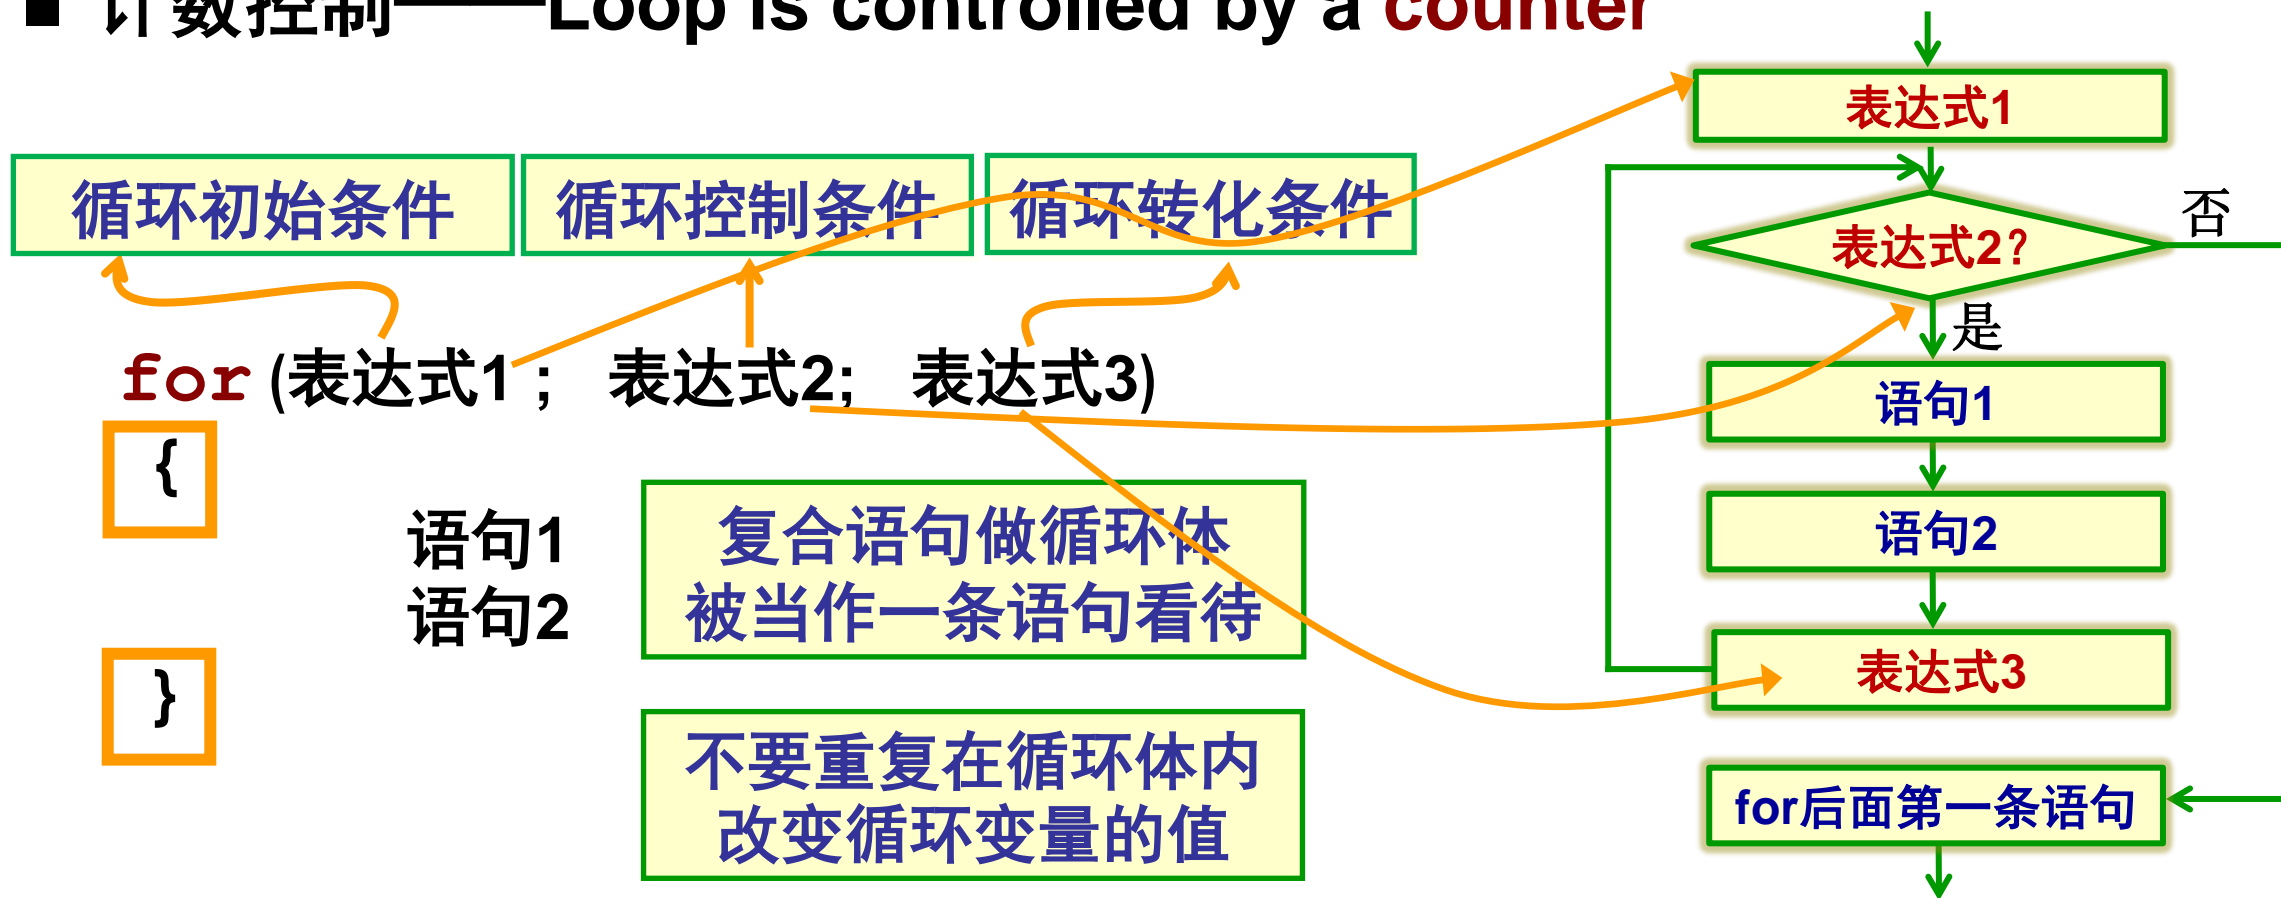 ■ 计数控制——Loop is controlled by a counter
循环初始条件
循环控制条件
循环转化条件
for (表达式1 ; 表达式2; 表达式3)
{
语句1
语句2
}
复合语句做循环体
被当作一条语句看待
不要重复在循环体内
改变循环变量的值
表达式1
表达式2?
否
是
语句1
语句2
表达式3
for后面第一条语句